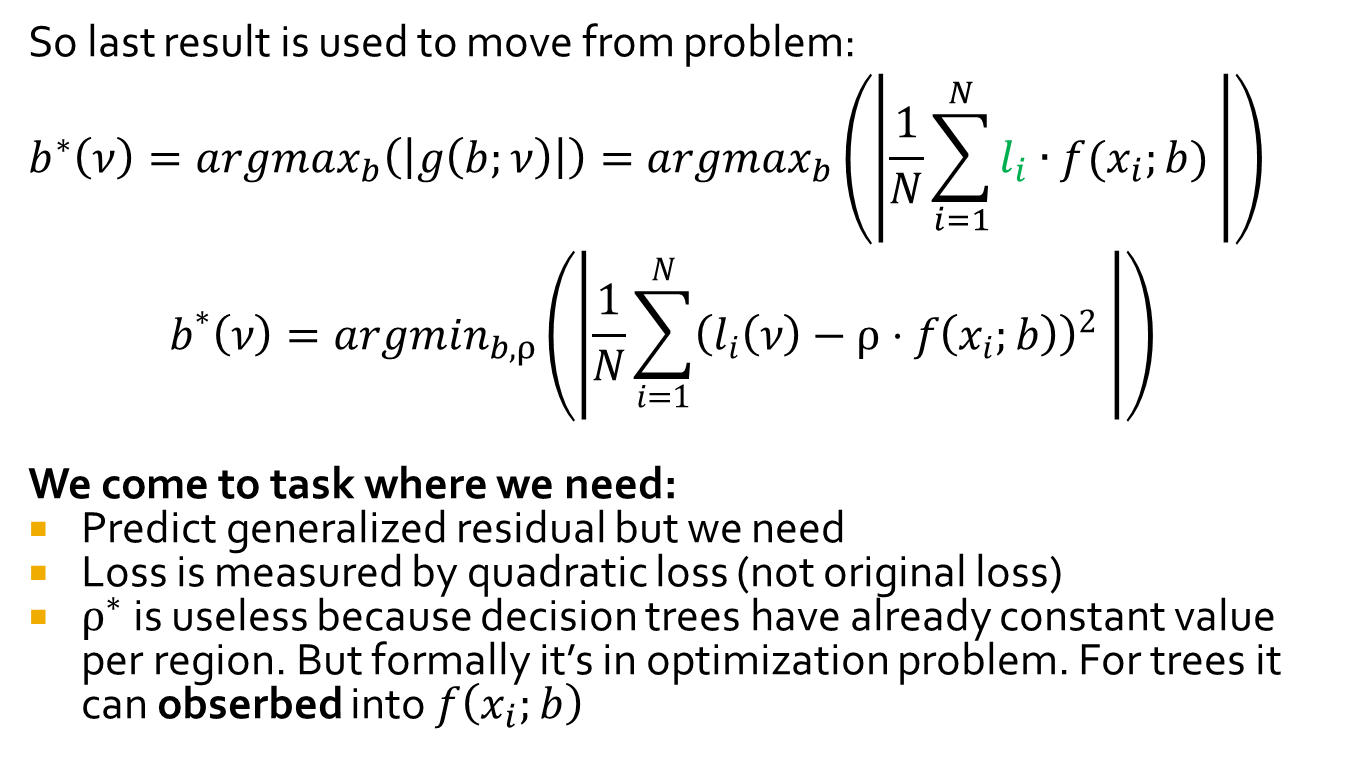 So last result is used to move from problem:
b*(ν) = argmax_b(|g(b; ν)|) = argmax_b(|1/N ∑_{i=1}^{N} l_i · f(x_i; b)|)
b*(ν) = argmin_{b,ρ}(|1/N ∑_{i=1}^{N} (l_i(ν) − ρ · f(x_i; b))²|)
We come to task where we need:
▪ Predict generalized residual but we need
▪ Loss is measured by quadratic loss (not original loss)
▪ ρ* is useless because decision trees have already constant value
per region. But formally it’s in optimization problem. For trees it
can obserbed into f(x_i; b)